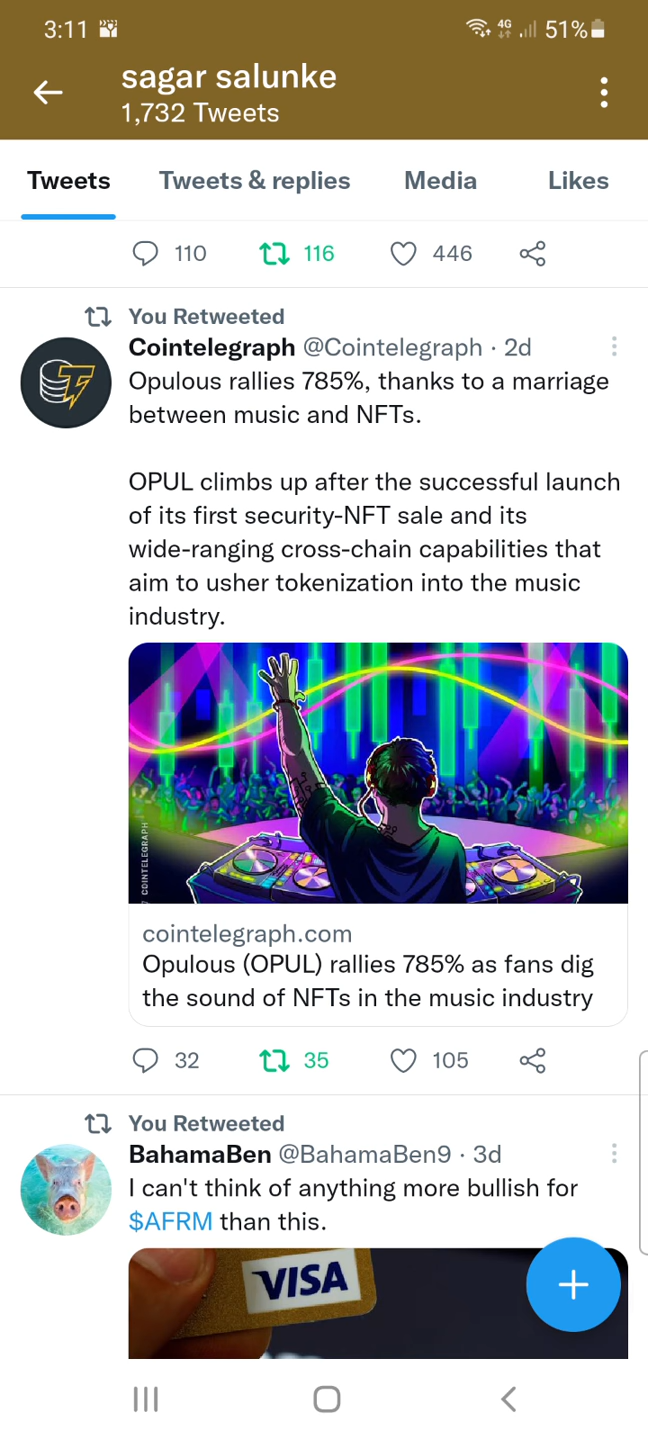 3:11
4G
51%
sagar salunke
1,732 Tweets
Tweets
Tweets & replies
Media
Likes
110
116
446
You Retweeted
Cointelegraph @Cointelegraph · 2d
Opulous rallies 785%, thanks to a marriage
between music and NFTs.
OPUL climbs up after the successful launch
of its first security-NFT sale and its
wide-ranging cross-chain capabilities that
aim to usher tokenization into the music
industry.
COINTELEGRAPH
cointelegraph.com
Opulous (OPUL) rallies 785% as fans dig
the sound of NFTs in the music industry
32
35
105
You Retweeted
BahamaBen @BahamaBen9 · 3d
I can't think of anything more bullish for
$AFRM than this.
VISA